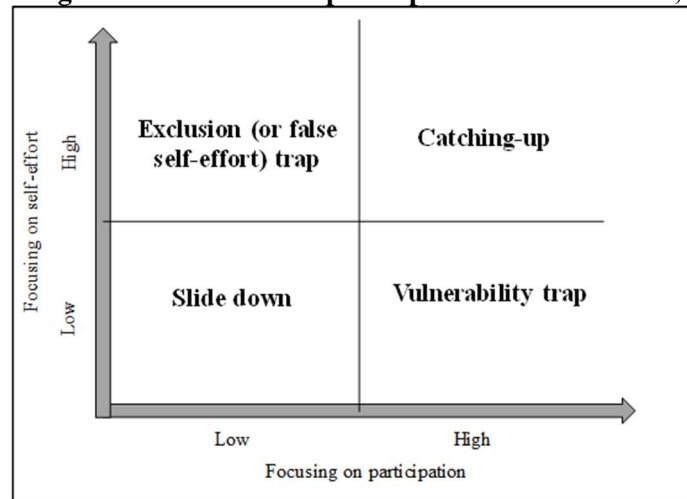 Exclusion (or false
self-effort) trap
Catching-up
Slide down
Vulnerability trap
Focusing on self-effort
High
Low
Low
High
Focusing on participation